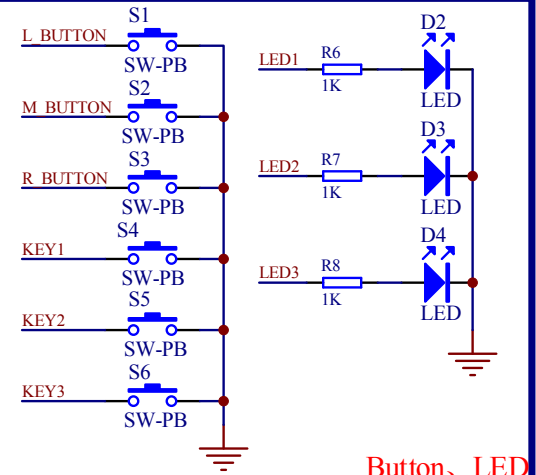 S1
L_BUTTON
SW-PB
S2
M_BUTTON
SW-PB
S3
R_BUTTON
SW-PB
S4
KEY1
SW-PB
S5
KEY2
SW-PB
S6
KEY3
SW-PB
D2
LED1
R6
1K
LED
D3
LED2
R7
1K
LED
D4
LED3
R8
1K
LED
Button、LED